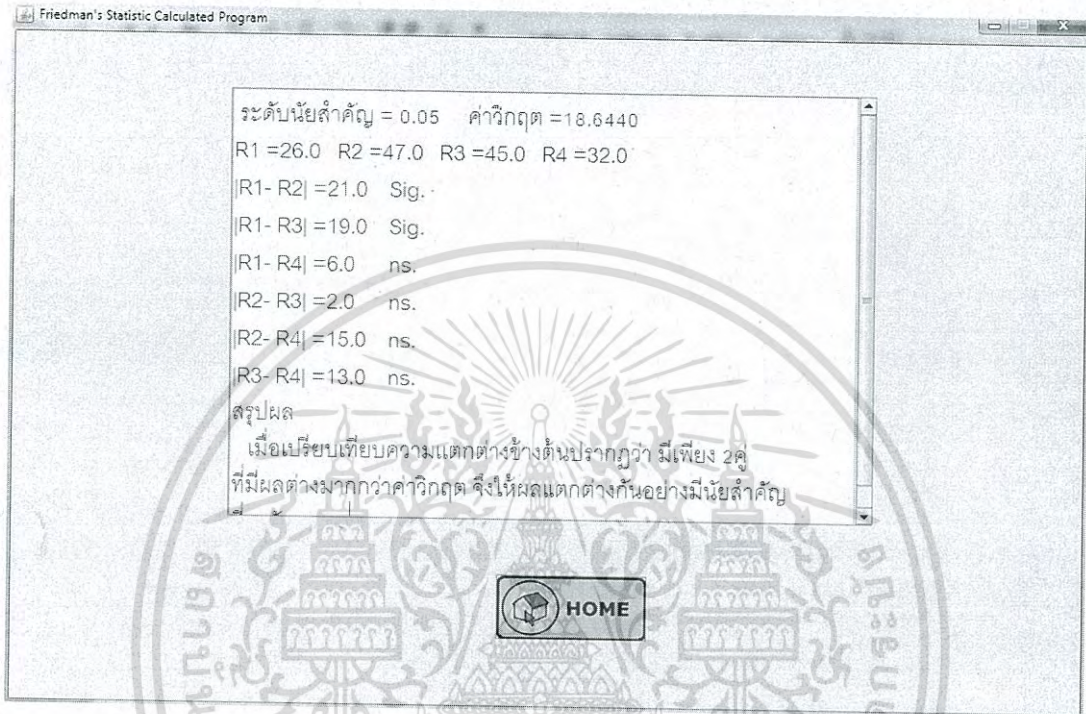 Friedman's Statistic Calculated Program
ระดับนัยสำคัญ = 0.05 ค่าวิกฤต =18.6440
R1 =26.0 R2 =47.0 R3 =45.0 R4 =32.0
|R1- R2| =21.0 Sig.
|R1- R3| =19.0 Sig.
|R1- R4| =6.0 ns.
|R2- R3| =2.0 ns.
|R2- R4| =15.0 ns.
|R3- R4| =13.0 ns.
สรุปผล
เมื่อเปรียบเทียบความแตกต่างข้างต้นปรากฏว่า มีเพียง 2คู่
ที่มีผลต่างมากกว่าค่าวิกฤต จึงให้ผลแตกต่างกันอย่างมีนัยสำคัญ
HOME